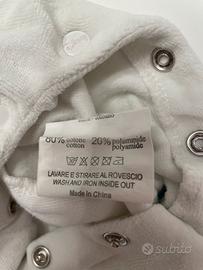 80% cotone 20% poliammide
cotton polyamide
LAVARE E STIRARE AL ROVESCIO
WASH AND IRON INSIDE OUT
Made in China
subito